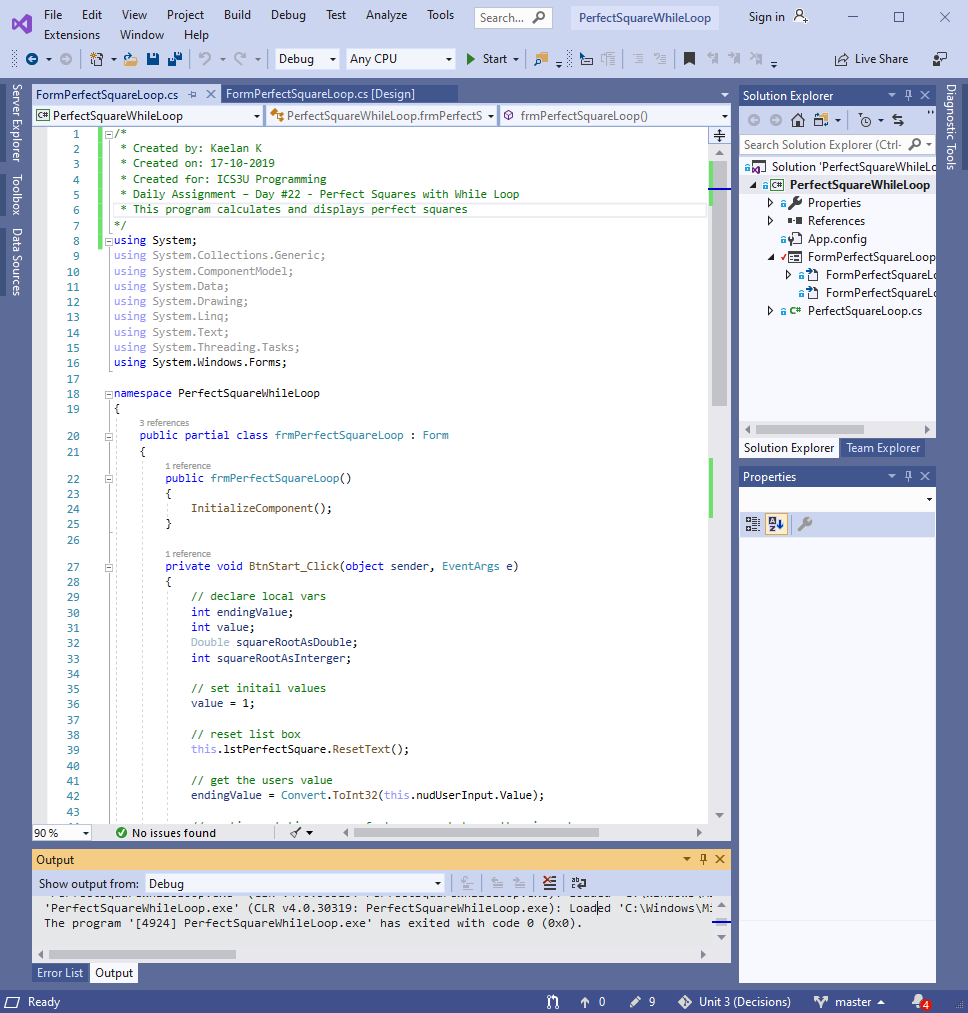 File Edit View Project Build Debug Test Analyze Tools Search... PerfectSquareWhileLoop Sign in
Extensions Window Help
Debug Any CPU Start Live Share
Server Explorer
Toolbox
Data Sources
FormPerfectSquareLoop.cs FormPerfectSquareLoop.cs [Design]
C# PerfectSquareWhileLoop PerfectSquareWhileLoop.frmPerfectS frmPerfectSquareLoop()
1 /*
2 * Created by: Kaelan K
3 * Created on: 17-10-2019
4 * Created for: ICS3U Programming
5 * Daily Assignment – Day #22 - Perfect Squares with While Loop
6 * This program calculates and displays perfect squares
7 */
8 using System;
9 using System.Collections.Generic;
10 using System.ComponentModel;
11 using System.Data;
12 using System.Drawing;
13 using System.Linq;
14 using System.Text;
15 using System.Threading.Tasks;
16 using System.Windows.Forms;
17
18 namespace PerfectSquareWhileLoop
19 {
3 references
20 public partial class frmPerfectSquareLoop : Form
21 {
1 reference
22 public frmPerfectSquareLoop()
23 {
24 InitializeComponent();
25 }
26
1 reference
27 private void BtnStart_Click(object sender, EventArgs e)
28 {
29 // declare local vars
30 int endingValue;
31 int value;
32 Double squareRootAsDouble;
33 int squareRootAsInterger;
34
35 // set initail values
36 value = 1;
37
38 // reset list box
39 this.lstPerfectSquare.ResetText();
40
41 // get the users value
42 endingValue = Convert.ToInt32(this.nudUserInput.Value);
43
90 % No issues found
Output
Show output from: Debug
'PerfectSquareWhileLoop.exe' (CLR v4.0.30319: PerfectSquareWhileLoop.exe): Loaded 'C:\Windows\Mi
The program '[4924] PerfectSquareWhileLoop.exe' has exited with code 0 (0x0).
Error List Output
Solution Explorer
Search Solution Explorer (Ctrl-
Solution 'PerfectSquareWhileLo
C# PerfectSquareWhileLoop
Properties
References
App.config
FormPerfectSquareLoop
FormPerfectSquareLo
FormPerfectSquareL
C# PerfectSquareLoop.cs
Solution Explorer Team Explorer
Properties
Diagnostic Tools
Ready 0 9 Unit 3 (Decisions) master 4